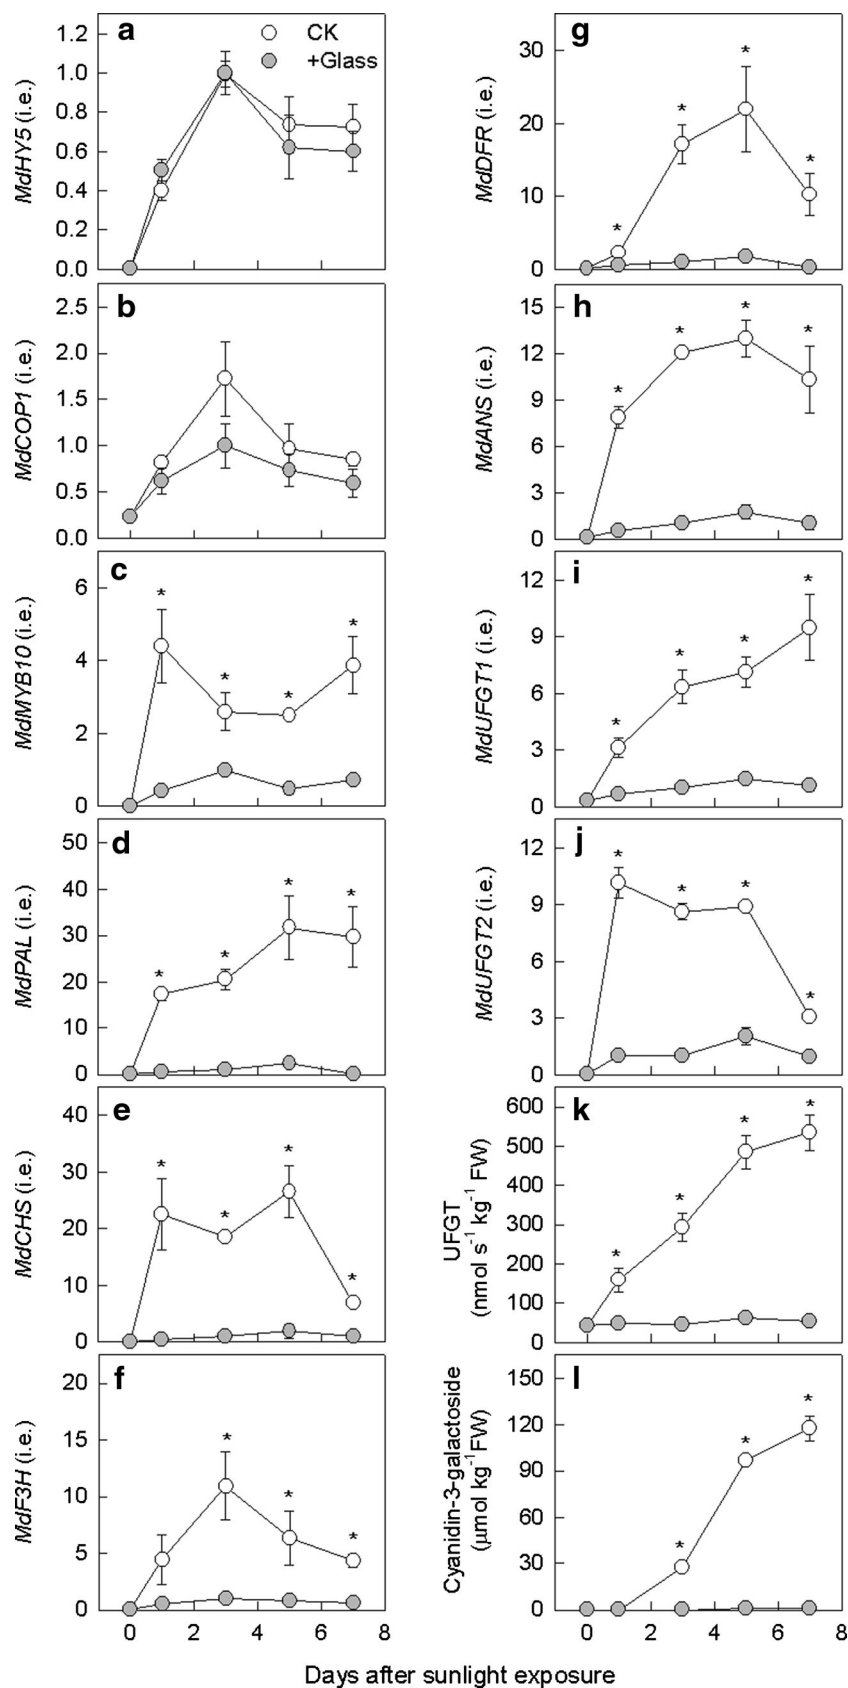 a
CK
+Glass
MdHY5 (i.e.)
1.2
1.0
0.8
0.6
0.4
0.2
0.0
b
MdCOP1 (i.e.)
2.5
2.0
1.5
1.0
0.5
0.0
c
MdMYB10 (i.e.)
6
4
2
0
* * * *
d
MdPAL (i.e.)
50
40
30
20
10
0
* * * *
e
MdCHS (i.e.)
40
30
20
10
0
* * * *
f
MdF3H (i.e.)
20
15
10
5
0
* * *
0 2 4 6 8
g
MdDFR (i.e.)
30
20
10
0
* * * *
h
MdANS (i.e.)
15
12
9
6
3
0
* * * *
i
MdUFGT1 (i.e.)
12
9
6
3
0
* * * *
j
MdUFGT2 (i.e.)
12
9
6
3
0
* * * *
k
UFGT
(nmol s⁻¹ kg⁻¹ FW)
600
500
400
300
200
100
0
* * * *
l
Cyanidin-3-galactoside
(μmol kg⁻¹FW)
150
120
90
60
30
0
* * *
0 2 4 6 8
Days after sunlight exposure